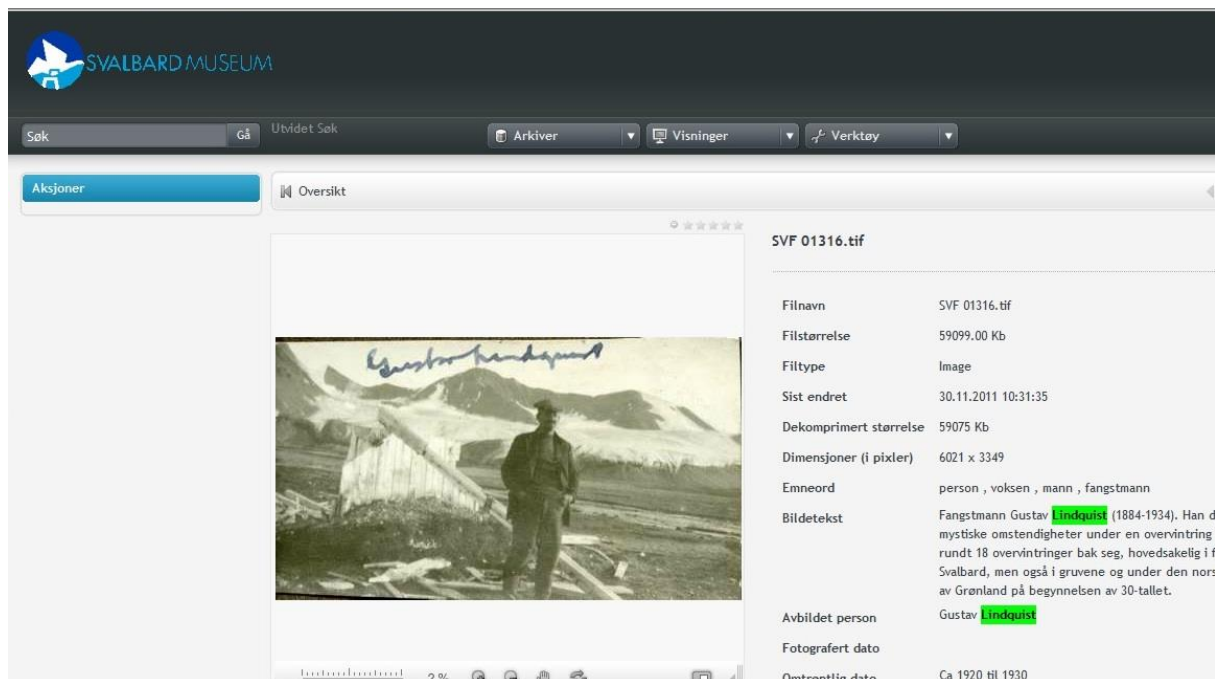 SVALBARD MUSEUM
Søk Gå Utvidet Søk Arkiver Visninger Verktøy
Aksjoner
Oversikt
SVF 01316.tif
Filnavn SVF 01316.tif
Filstørrelse 59099.00 Kb
Filtype Image
Sist endret 30.11.2011 10:31:35
Dekomprimert størrelse 59075 Kb
Dimensjoner (i pixler) 6021 x 3349
Emneord person , voksen , mann , fangstmann
Bildetekst Fangstmann Gustav Lindquist (1884-1934). Han d
mystiske omstendigheter under en overvintring
rundt 18 overvintringer bak seg, hovedsakelig i f
Svalbard, men også i gruvene og under den nors
av Grønland på begynnelsen av 30-tallet.
Avbildet person Gustav Lindquist
Fotografert dato
Omtrentlig dato Ca 1920 til 1930
Gustav Lindquist
2 %